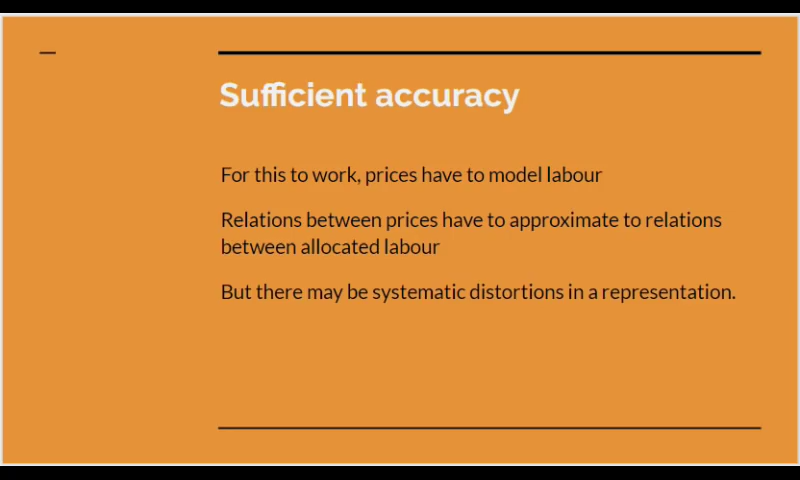 Sufficient accuracy
For this to work, prices have to model labour
Relations between prices have to approximate to relations
between allocated labour
But there may be systematic distortions in a representation.